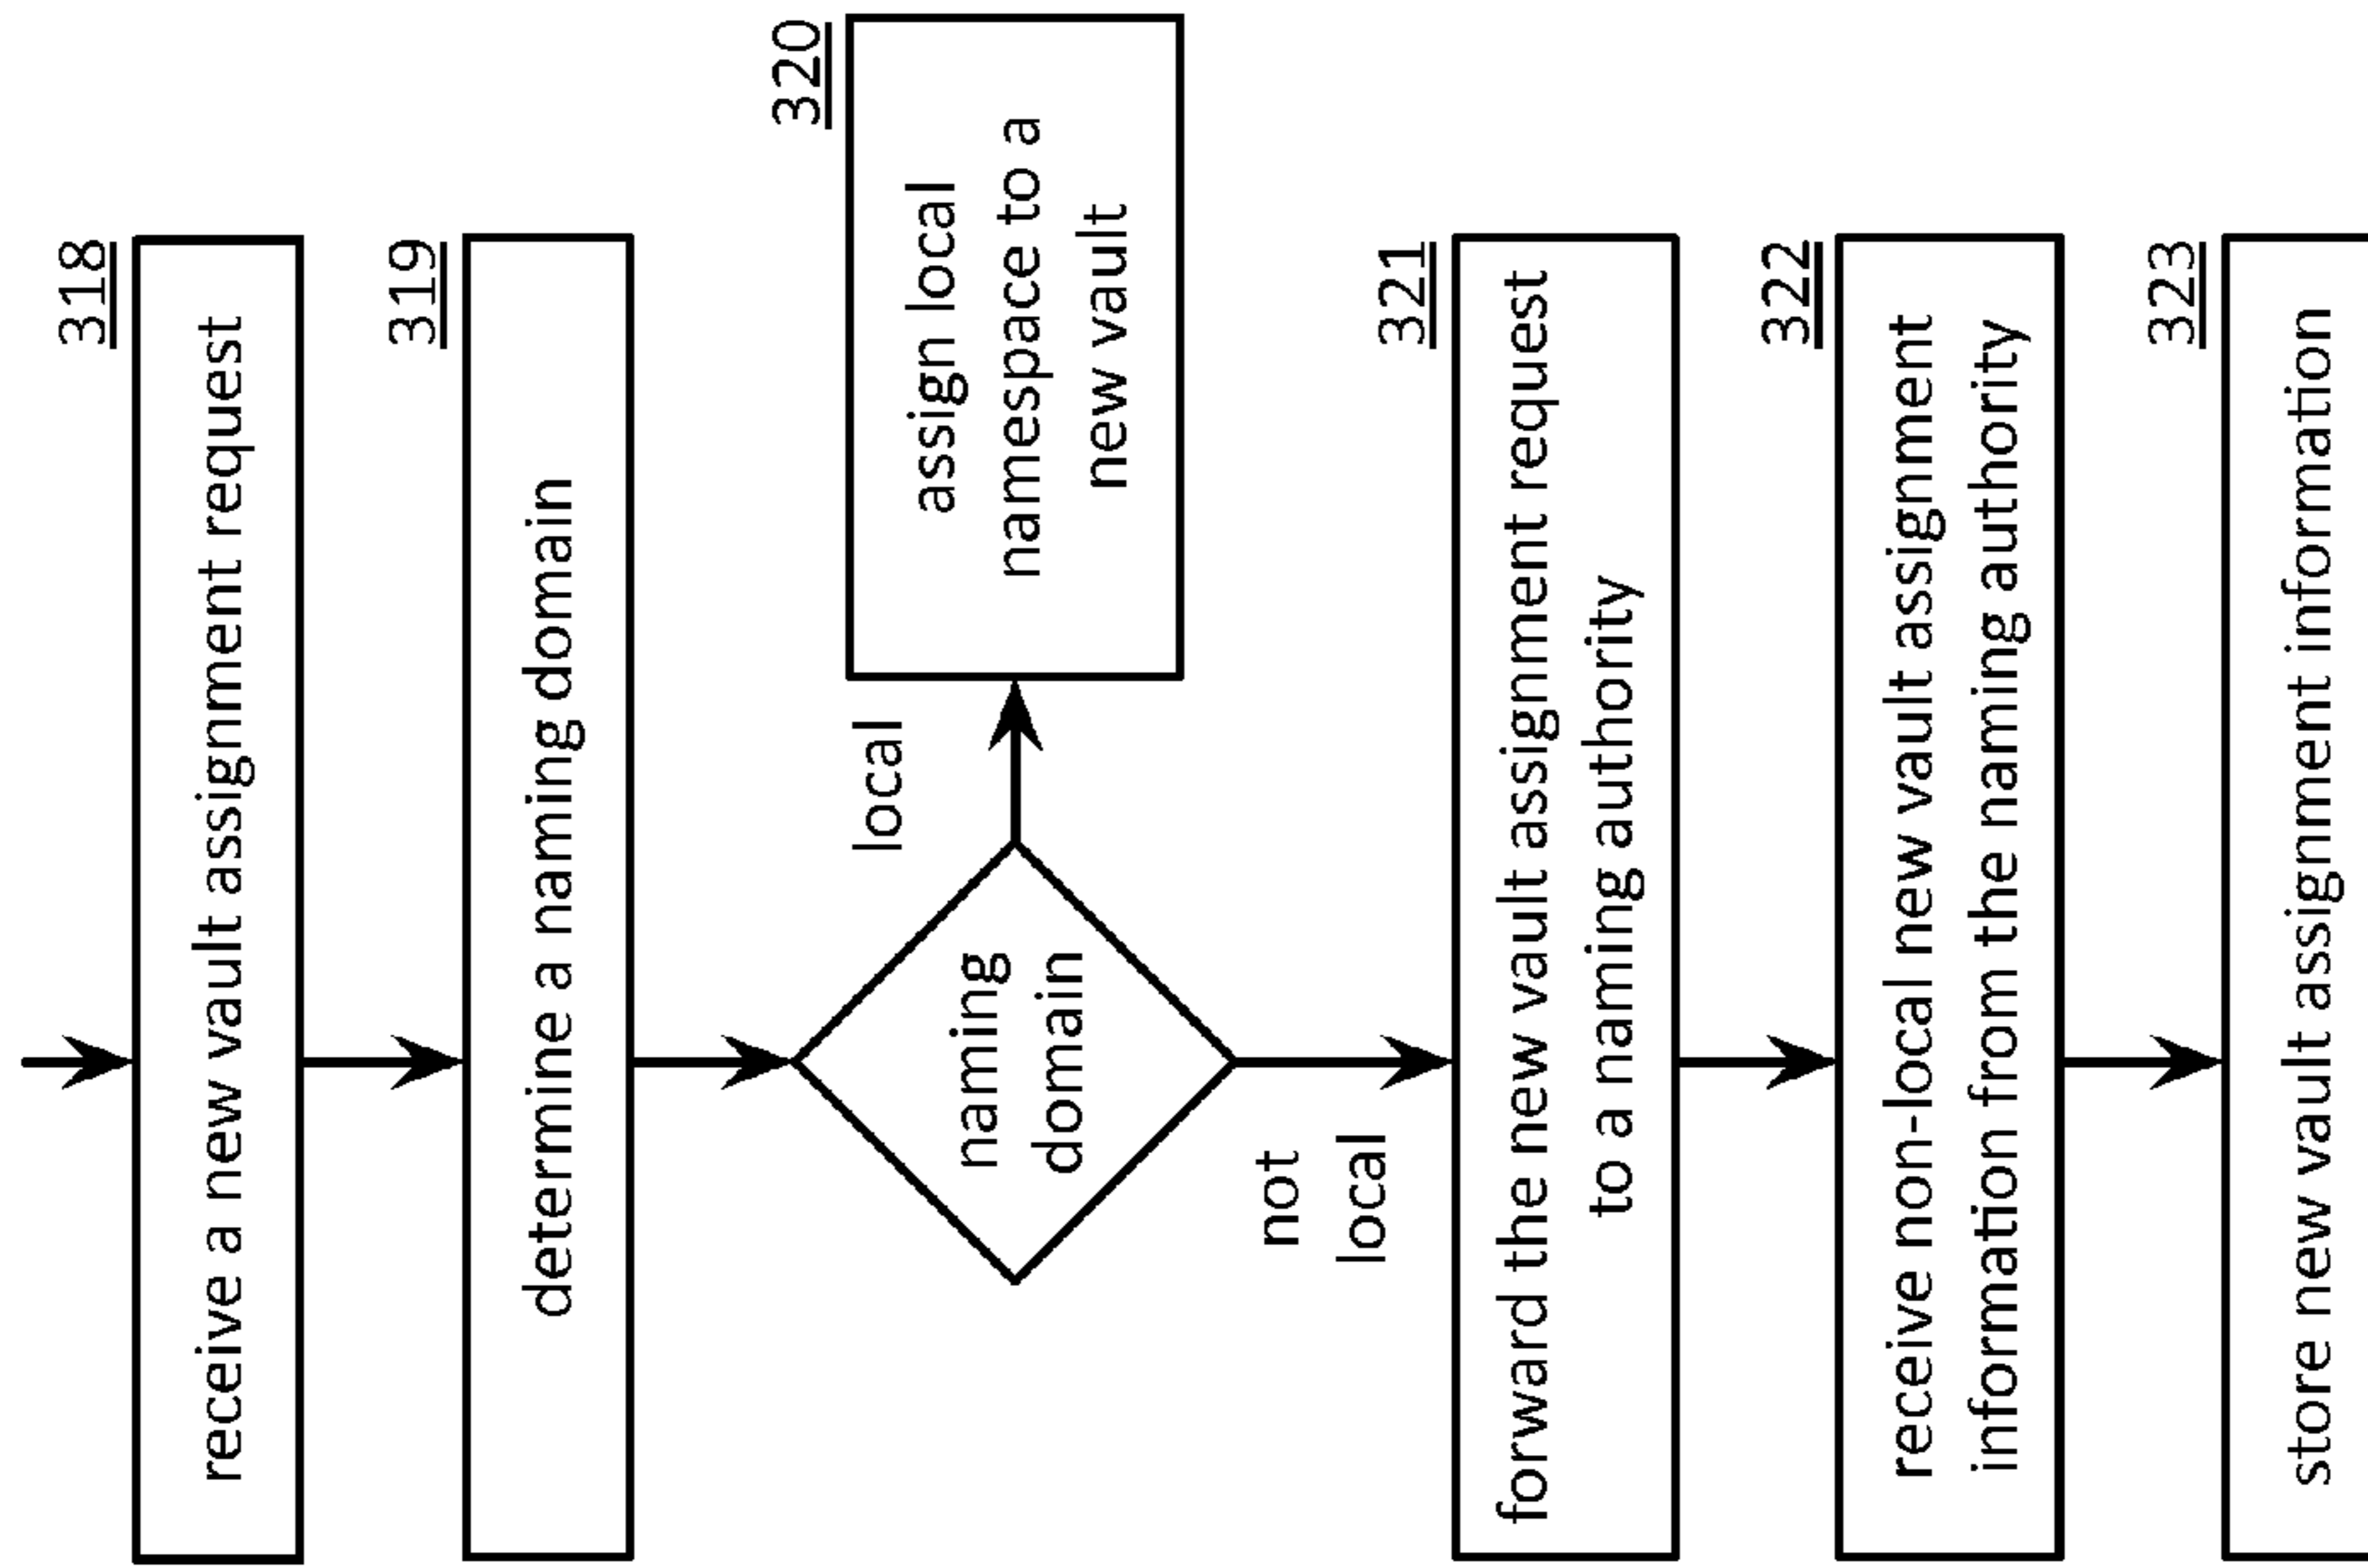 318
receive a new vault assignment request
319
determine a naming domain
naming
domain
local
320
assign local
namespace to a
new vault
not
local
321
forward the new vault assignment request
to a naming authority
322
receive non-local new vault assignment
information from the naming authority
323
store new vault assignment information